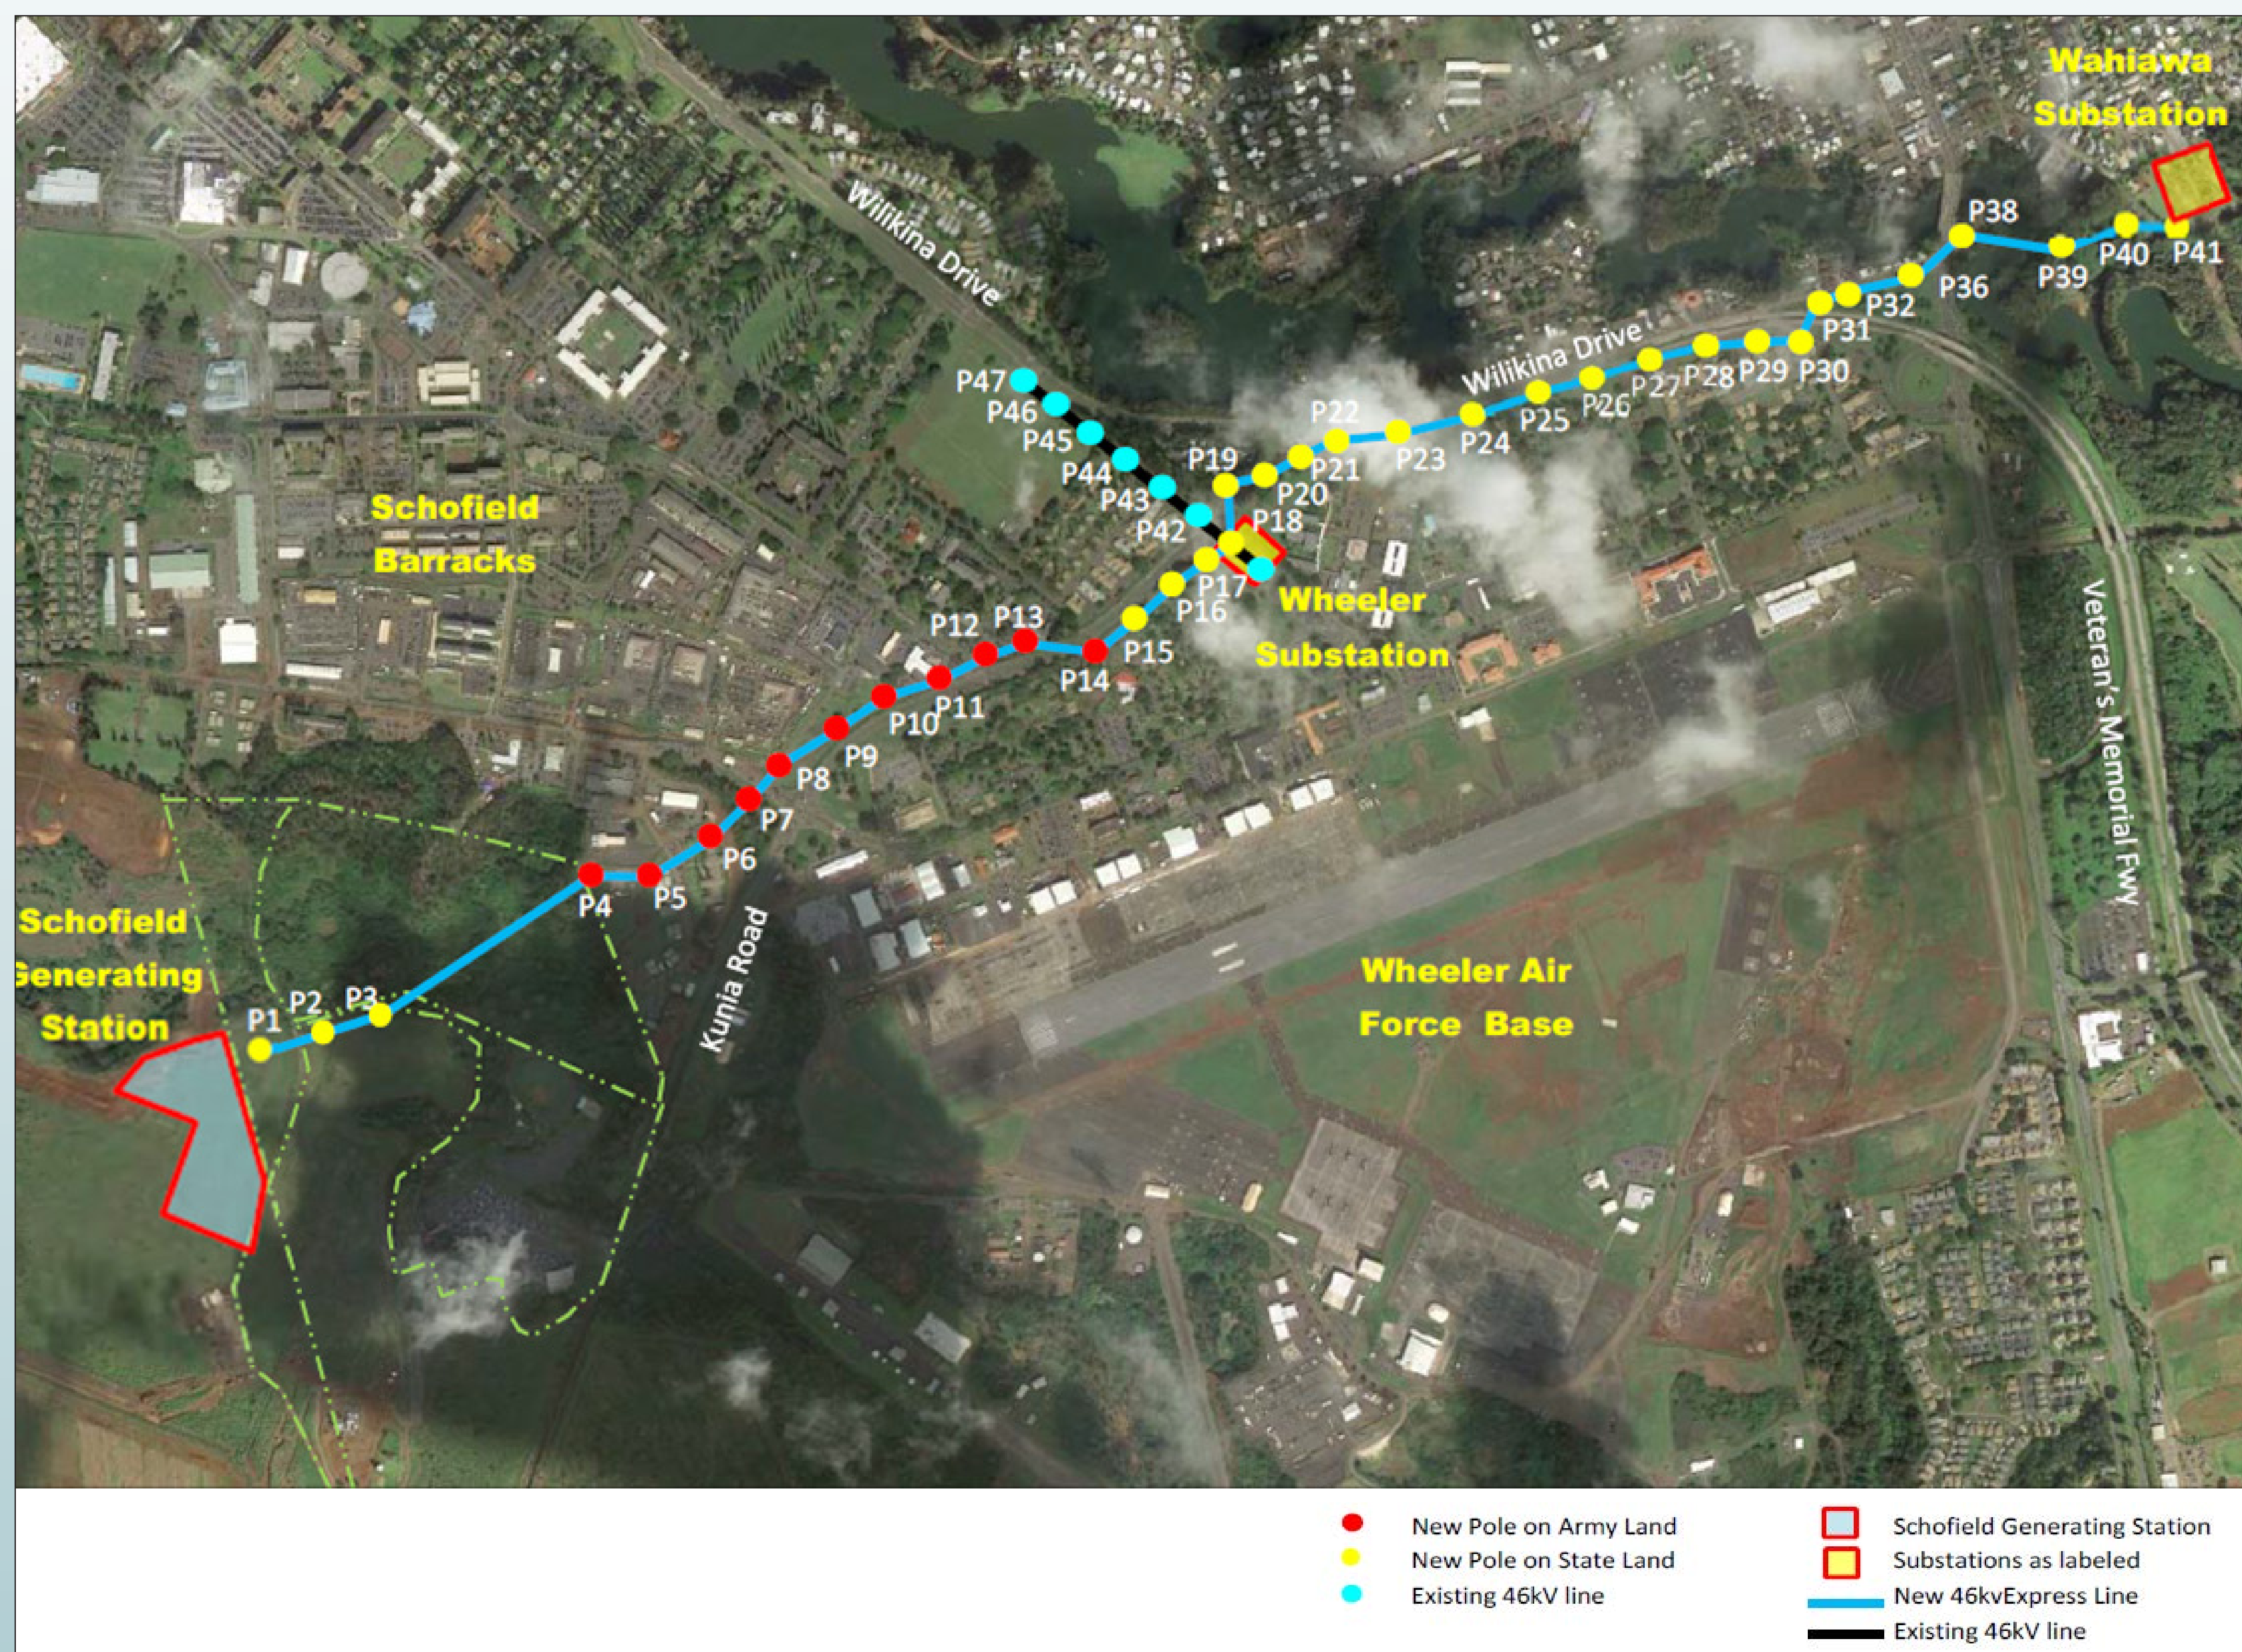 Wahiawa
Substation
Wilikina Drive
P38
P40
P41
P39
P36
P32
P31
Wilikina Drive
P30
P29
P28
P27
P26
P25
P24
P23
P22
P21
P20
P19
P18
P47
P46
P45
P44
P43
P42
P17
P16
P15
Wheeler
Substation
Schofield
Barracks
P14
P13
P12
P11
P10
P9
P8
P7
P6
P5
P4
Veteran's Memorial Fwy
Kunia Road
Schofield
Generating
Station
P1
P2
P3
Wheeler Air
Force Base
New Pole on Army Land
New Pole on State Land
Existing 46kV line
Schofield Generating Station
Substations as labeled
New 46kvExpress Line
Existing 46kV line